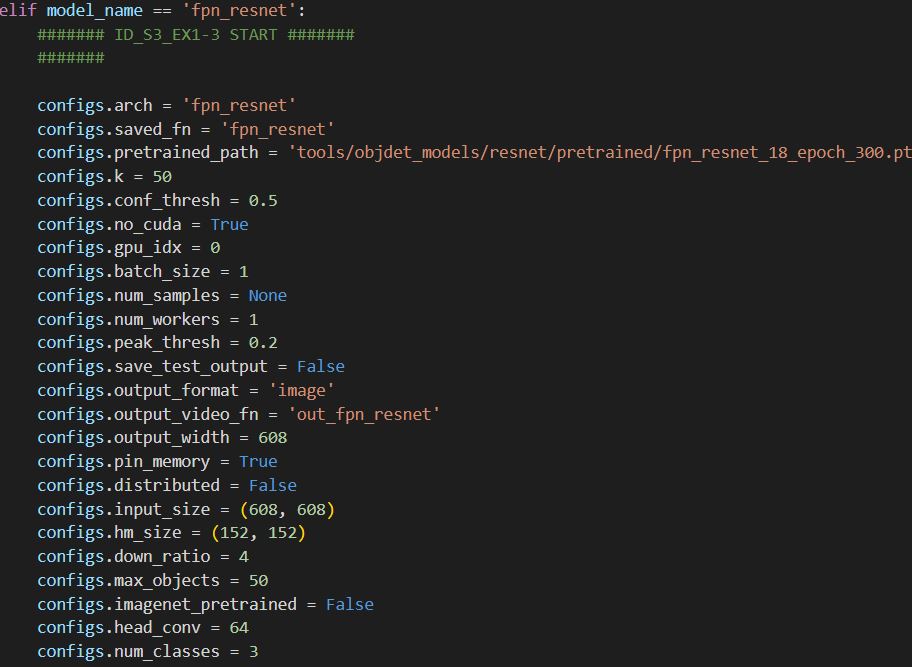 elif model_name == 'fpn_resnet':
    ####### ID_S3_EX1-3 START #######
    #######
    configs.arch = 'fpn_resnet'
    configs.saved_fn = 'fpn_resnet'
    configs.pretrained_path = 'tools/objdet_models/resnet/pretrained/fpn_resnet_18_epoch_300.pt
    configs.k = 50
    configs.conf_thresh = 0.5
    configs.no_cuda = True
    configs.gpu_idx = 0
    configs.batch_size = 1
    configs.num_samples = None
    configs.num_workers = 1
    configs.peak_thresh = 0.2
    configs.save_test_output = False
    configs.output_format = 'image'
    configs.output_video_fn = 'out_fpn_resnet'
    configs.output_width = 608
    configs.pin_memory = True
    configs.distributed = False
    configs.input_size = (608, 608)
    configs.hm_size = (152, 152)
    configs.down_ratio = 4
    configs.max_objects = 50
    configs.imagenet_pretrained = False
    configs.head_conv = 64
    configs.num_classes = 3